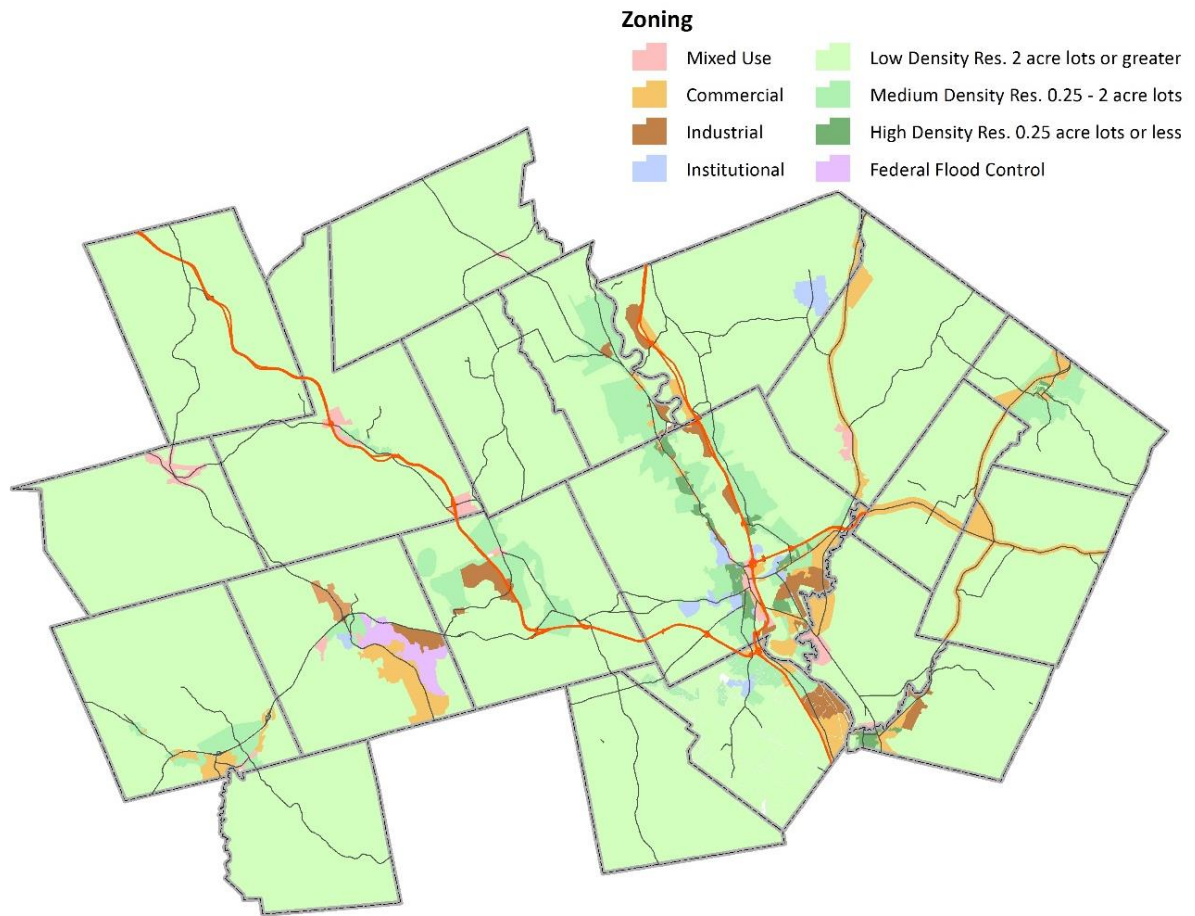 Zoning
Mixed Use
Commercial
Industrial
Institutional
Low Density Res. 2 acre lots or greater
Medium Density Res. 0.25 - 2 acre lots
High Density Res. 0.25 acre lots or less
Federal Flood Control